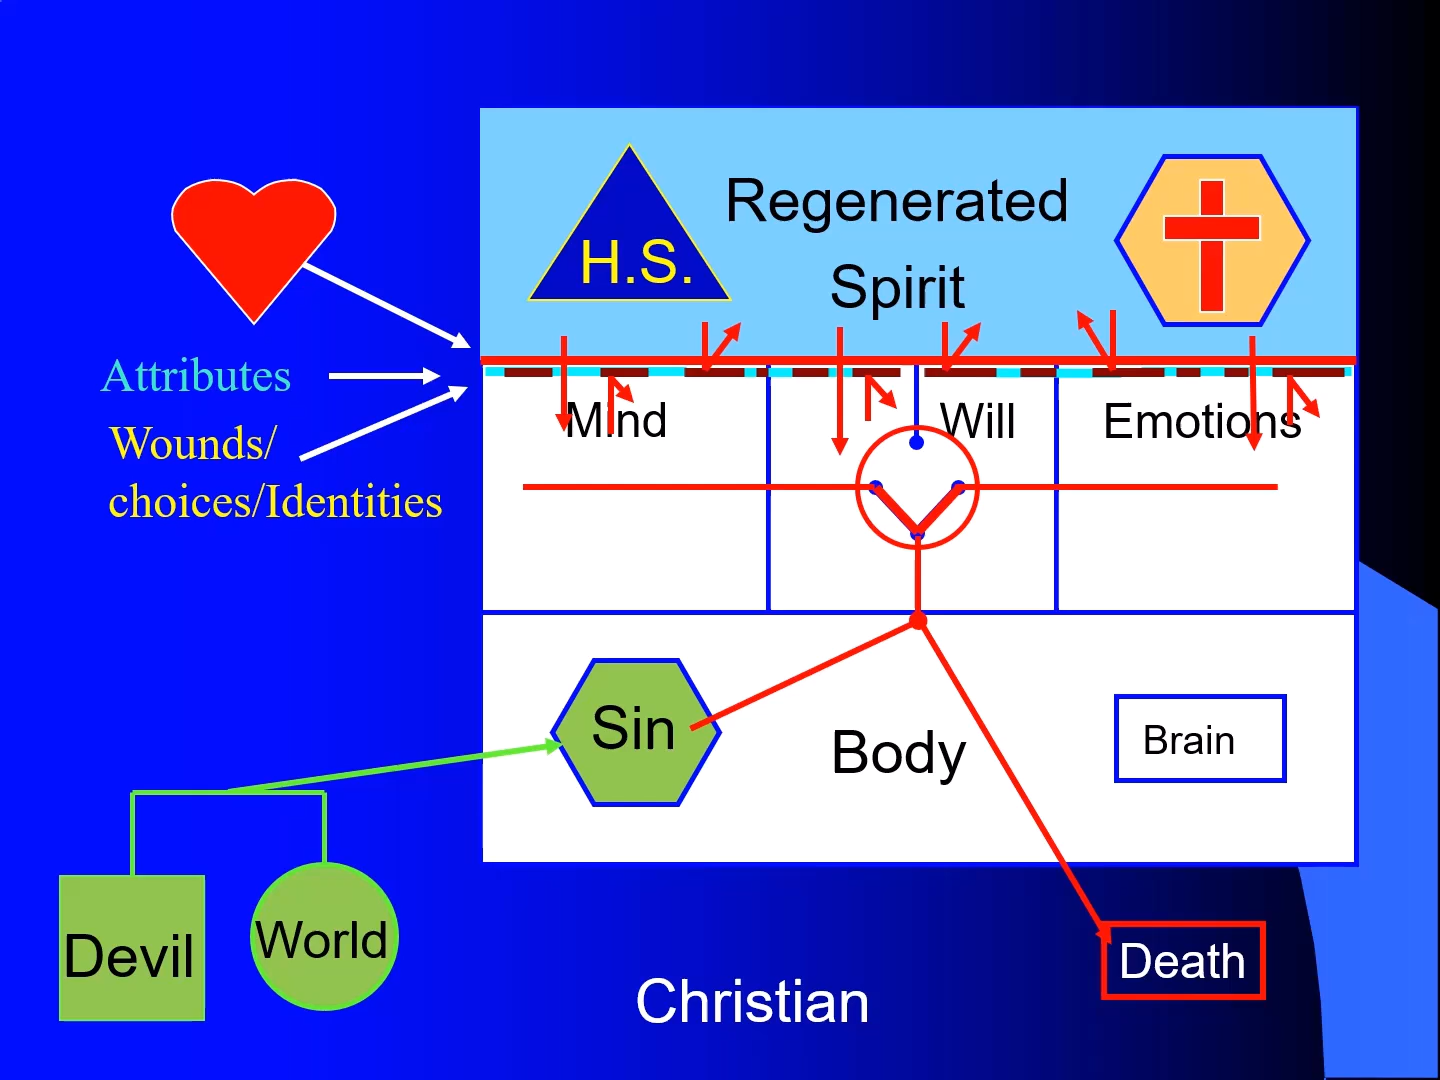 H.S.
Regenerated
Spirit
Attributes
Wounds/
choices/Identities
Mind
Will
Emotions
Sin
Body
Brain
Devil
World
Death
Christian